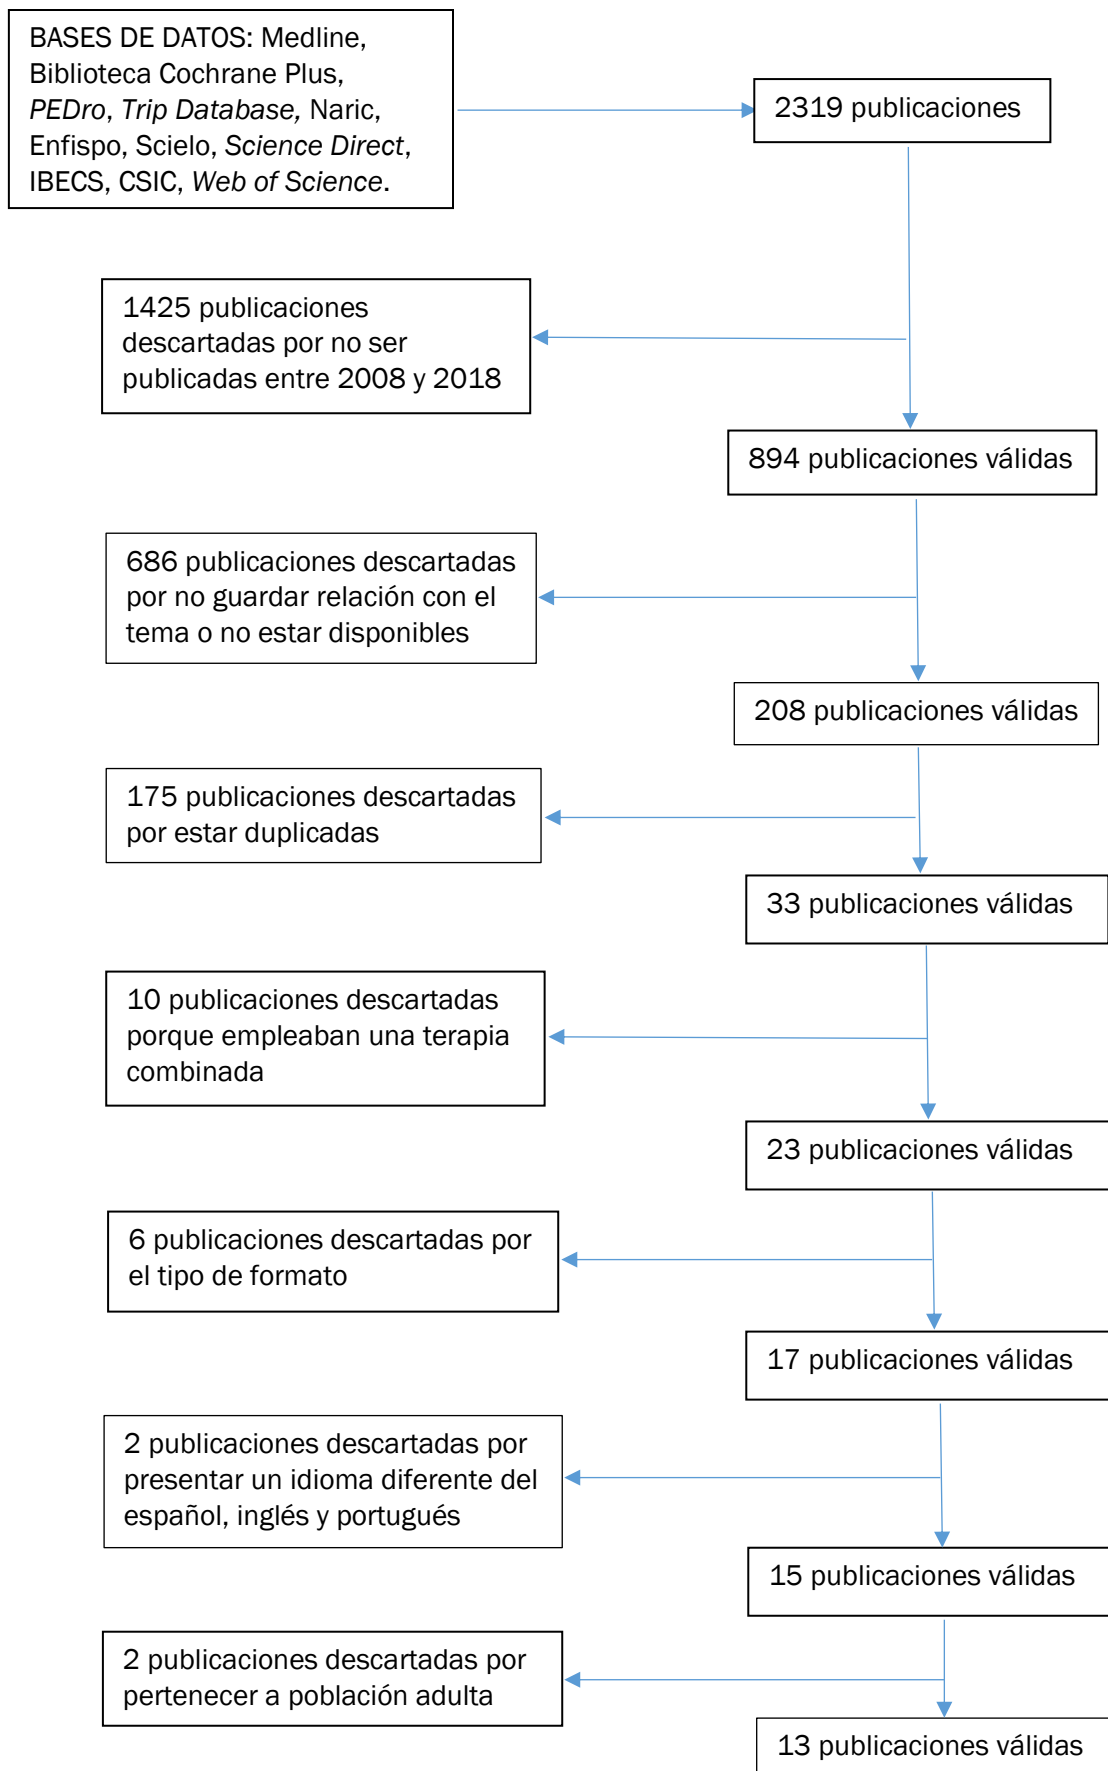 BASES DE DATOS: Medline,
Biblioteca Cochrane Plus,
PEDro, Trip Database, Naric,
Enfispo, Scielo, Science Direct,
IBECS, CSIC, Web of Science.
2319 publicaciones
1425 publicaciones
descartadas por no ser
publicadas entre 2008 y 2018
894 publicaciones válidas
686 publicaciones descartadas
por no guardar relación con el
tema o no estar disponibles
208 publicaciones válidas
175 publicaciones descartadas
por estar duplicadas
33 publicaciones válidas
10 publicaciones descartadas
porque empleaban una terapia
combinada
23 publicaciones válidas
6 publicaciones descartadas por
el tipo de formato
17 publicaciones válidas
2 publicaciones descartadas por
presentar un idioma diferente del
español, inglés y portugués
15 publicaciones válidas
2 publicaciones descartadas por
pertenecer a población adulta
13 publicaciones válidas